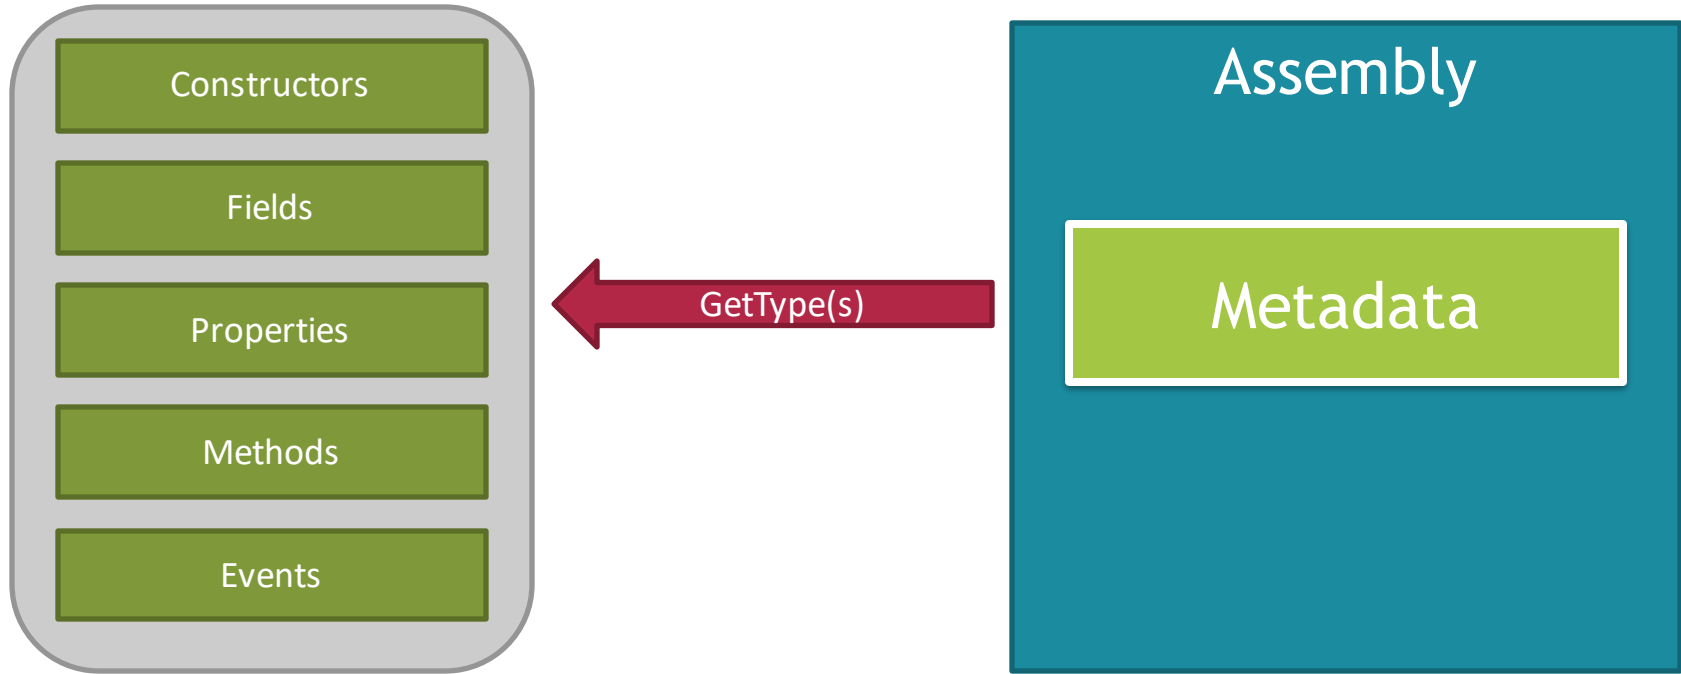 Constructors
Fields
Properties
Methods
Events
GetType(s)
Assembly
Metadata